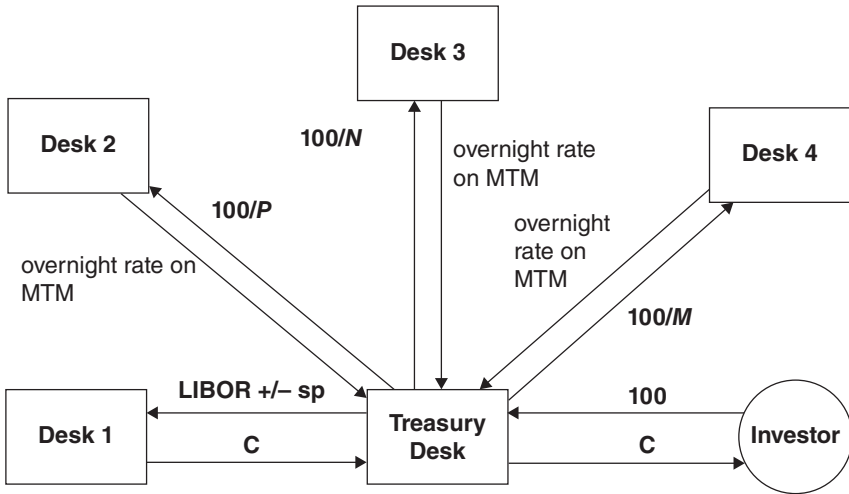 Desk 3
Desk 2
Desk 4
100/N
overnight rate
on MTM
100/P
overnight
rate on
MTM
overnight rate on
MTM
100/M
LIBOR +/– sp
100
Desk 1
Treasury
Desk
Investor
C
C